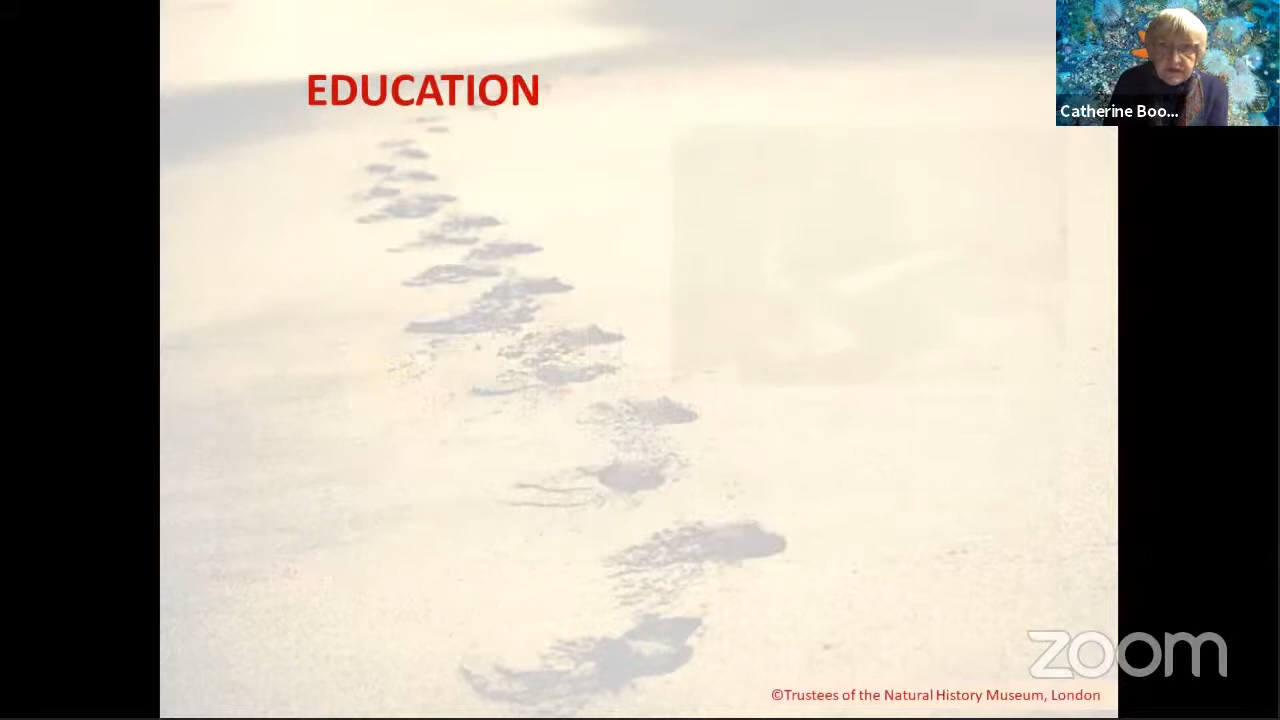 EDUCATION
Catherine Boo...
zoom
©Trustees of the Natural History Museum, London